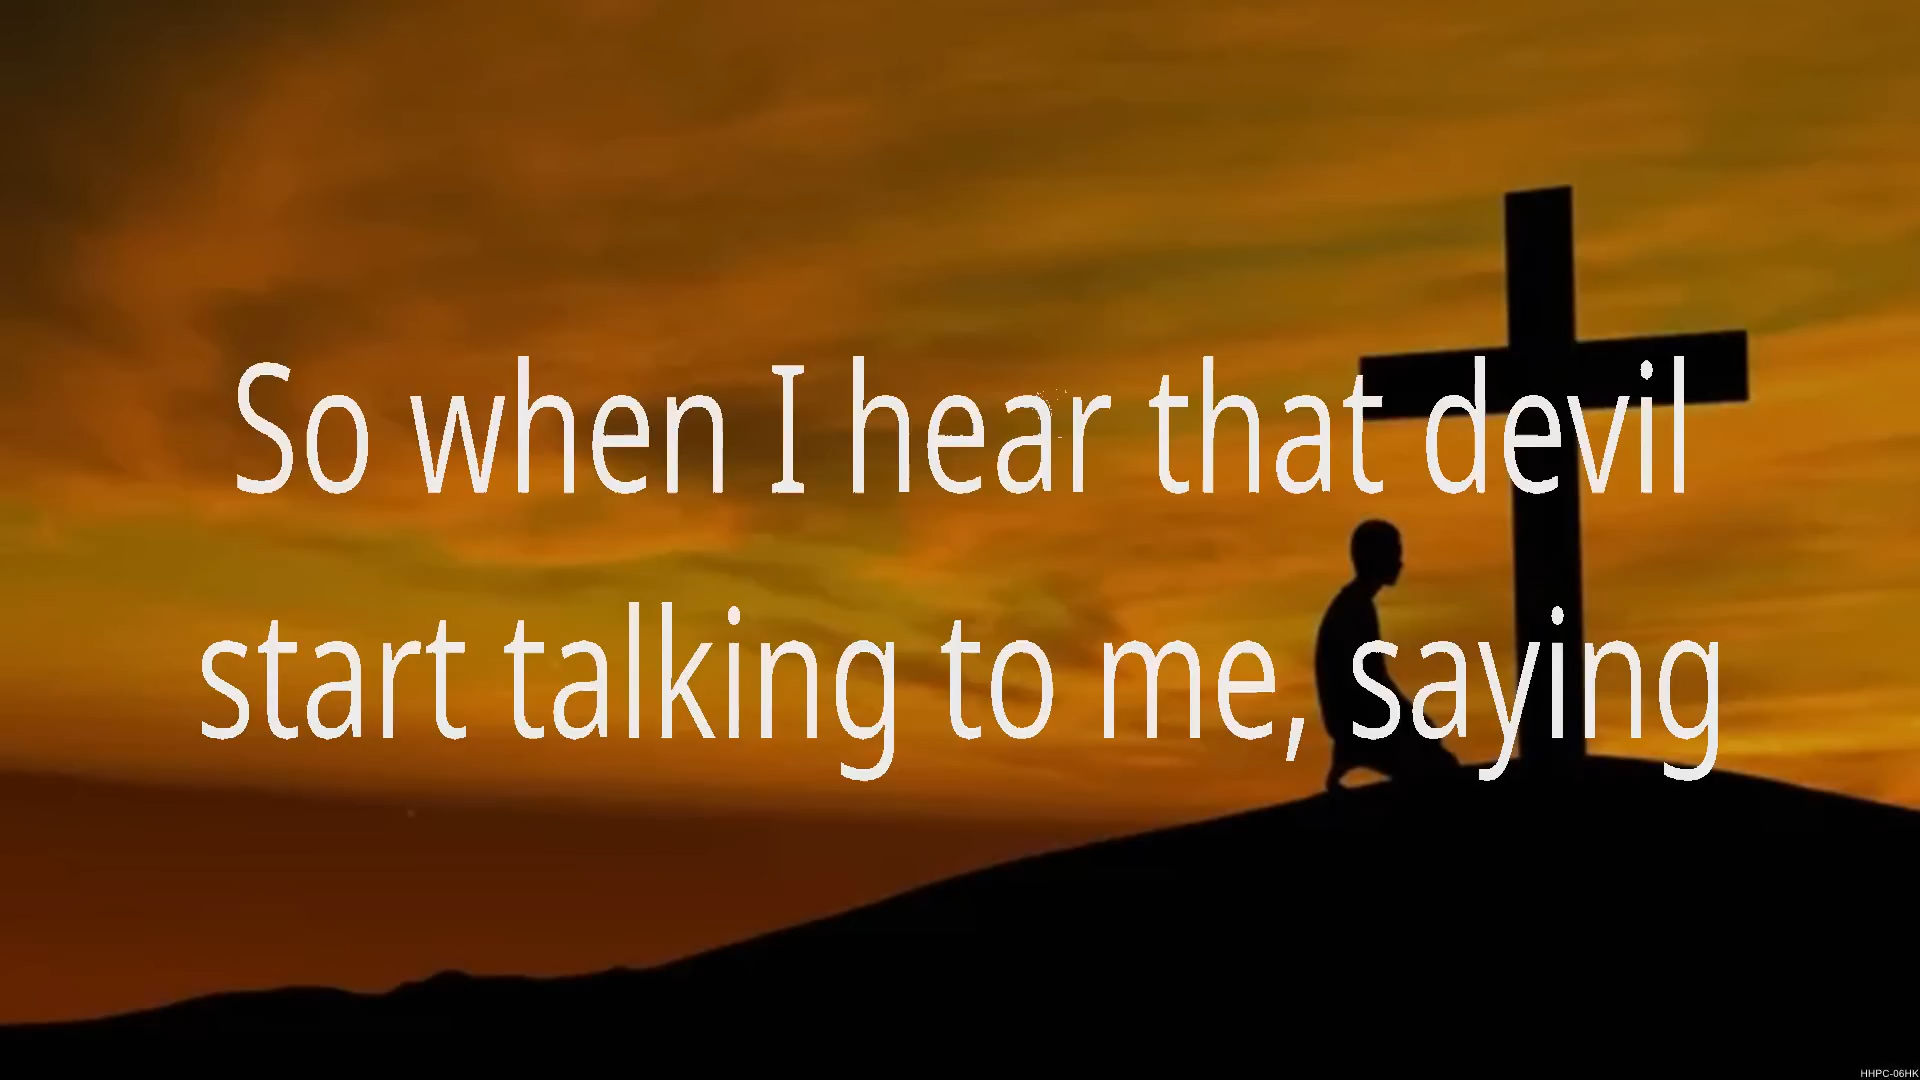 So when I hear that devil
start talking to me, saying
HHPC-06HK